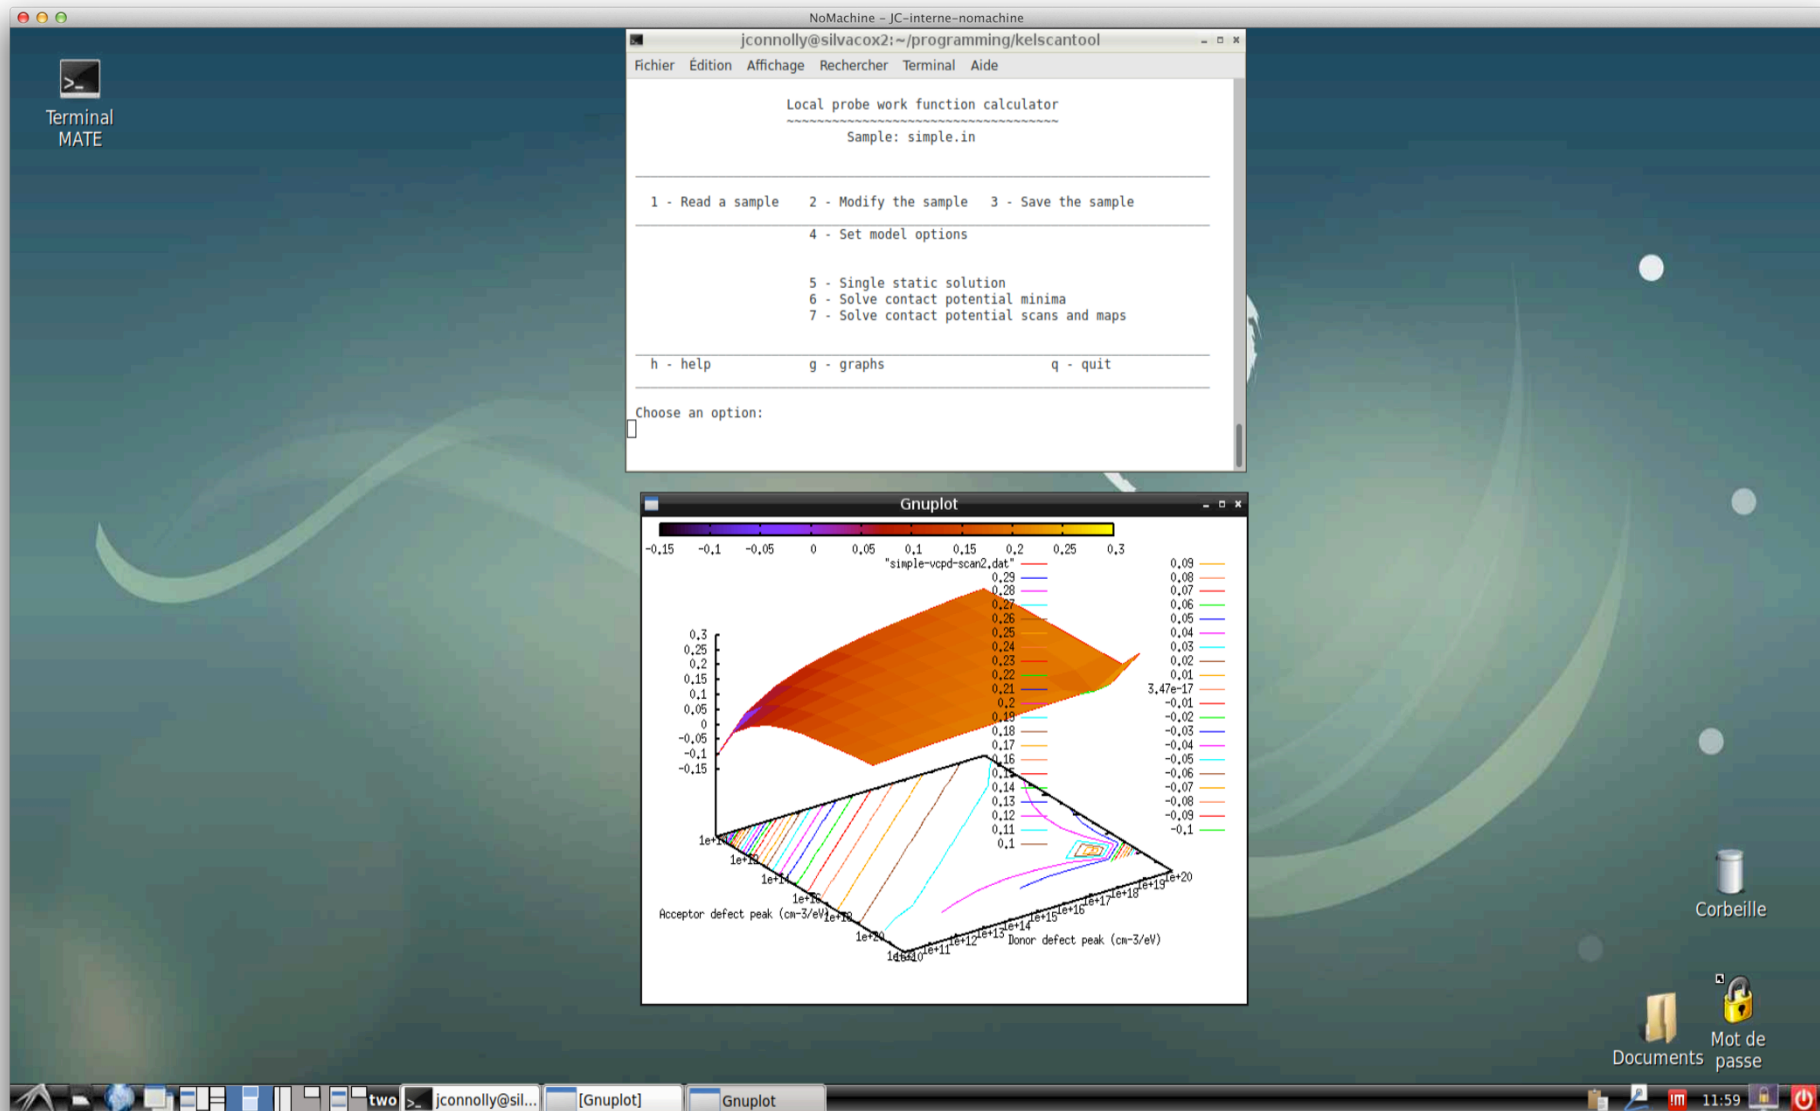 NoMachine - JC-interne-nomachine
Terminal
MATE
jconnolly@silvacox2:~/programming/kelscantool
Fichier Édition Affichage Rechercher Terminal Aide
Local probe work function calculator
~~~~~~~~~~~~~~~~~~~~~~~~~~~~~~~~~~~~
Sample: simple.in
1 - Read a sample 2 - Modify the sample 3 - Save the sample
4 - Set model options
5 - Single static solution
6 - Solve contact potential minima
7 - Solve contact potential scans and maps
h - help g - graphs q - quit
Choose an option:
Gnuplot
-0.15 -0.1 -0.05 0 0.05 0.1 0.15 0.2 0.25 0.3
"simple-vcpd-scan2.dat"
0.29
0.28
0.27
0.26
0.25
0.24
0.23
0.22
0.21
0.2
0.19
0.18
0.17
0.16
0.15
0.14
0.13
0.12
0.11
0.1
0.09
0.08
0.07
0.06
0.05
0.04
0.03
0.02
0.01
3.47e-17
-0.01
-0.02
-0.03
-0.04
-0.05
-0.06
-0.07
-0.08
-0.09
-0.1
0.3
0.25
0.2
0.15
0.1
0.05
0
-0.05
-0.1
-0.15
1e+12
1e+14
1e+16
1e+18
1e+20
Acceptor defect peak (cm-3/eV)
1e+11
1e+12
1e+13
1e+14
1e+15
1e+16
1e+17
1e+18
1e+19
1e+20
Donor defect peak (cm-3/eV)
Corbeille
Documents
Mot de
passe
two
jconnolly@sil...
[Gnuplot]
Gnuplot
11:59